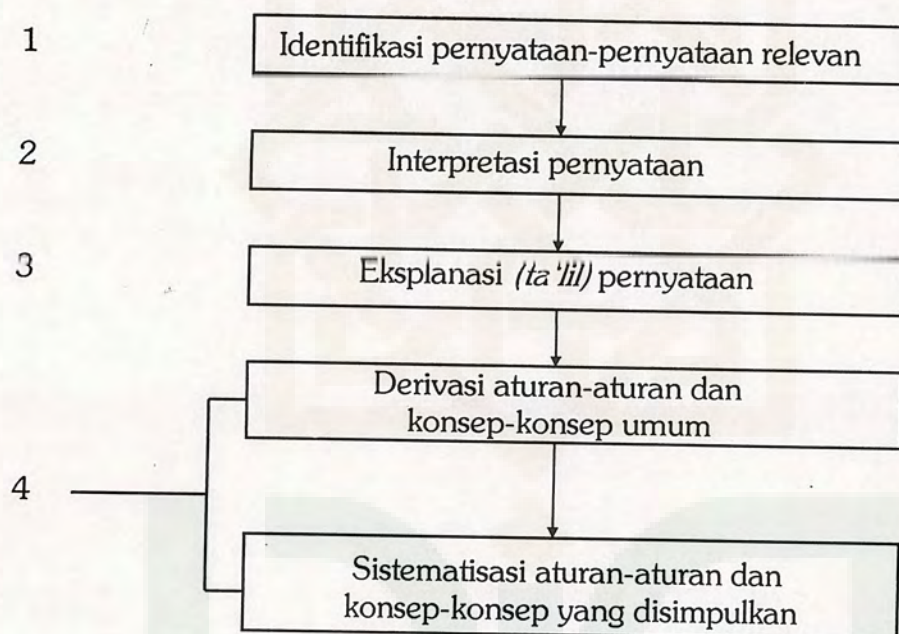 1
Identifikasi pernyataan-pernyataan relevan
2
Interpretasi pernyataan
3
Eksplanasi (ta'lil) pernyataan
Derivasi aturan-aturan dan
konsep-konsep umum
4
Sistematisasi aturan-aturan dan
konsep-konsep yang disimpulkan